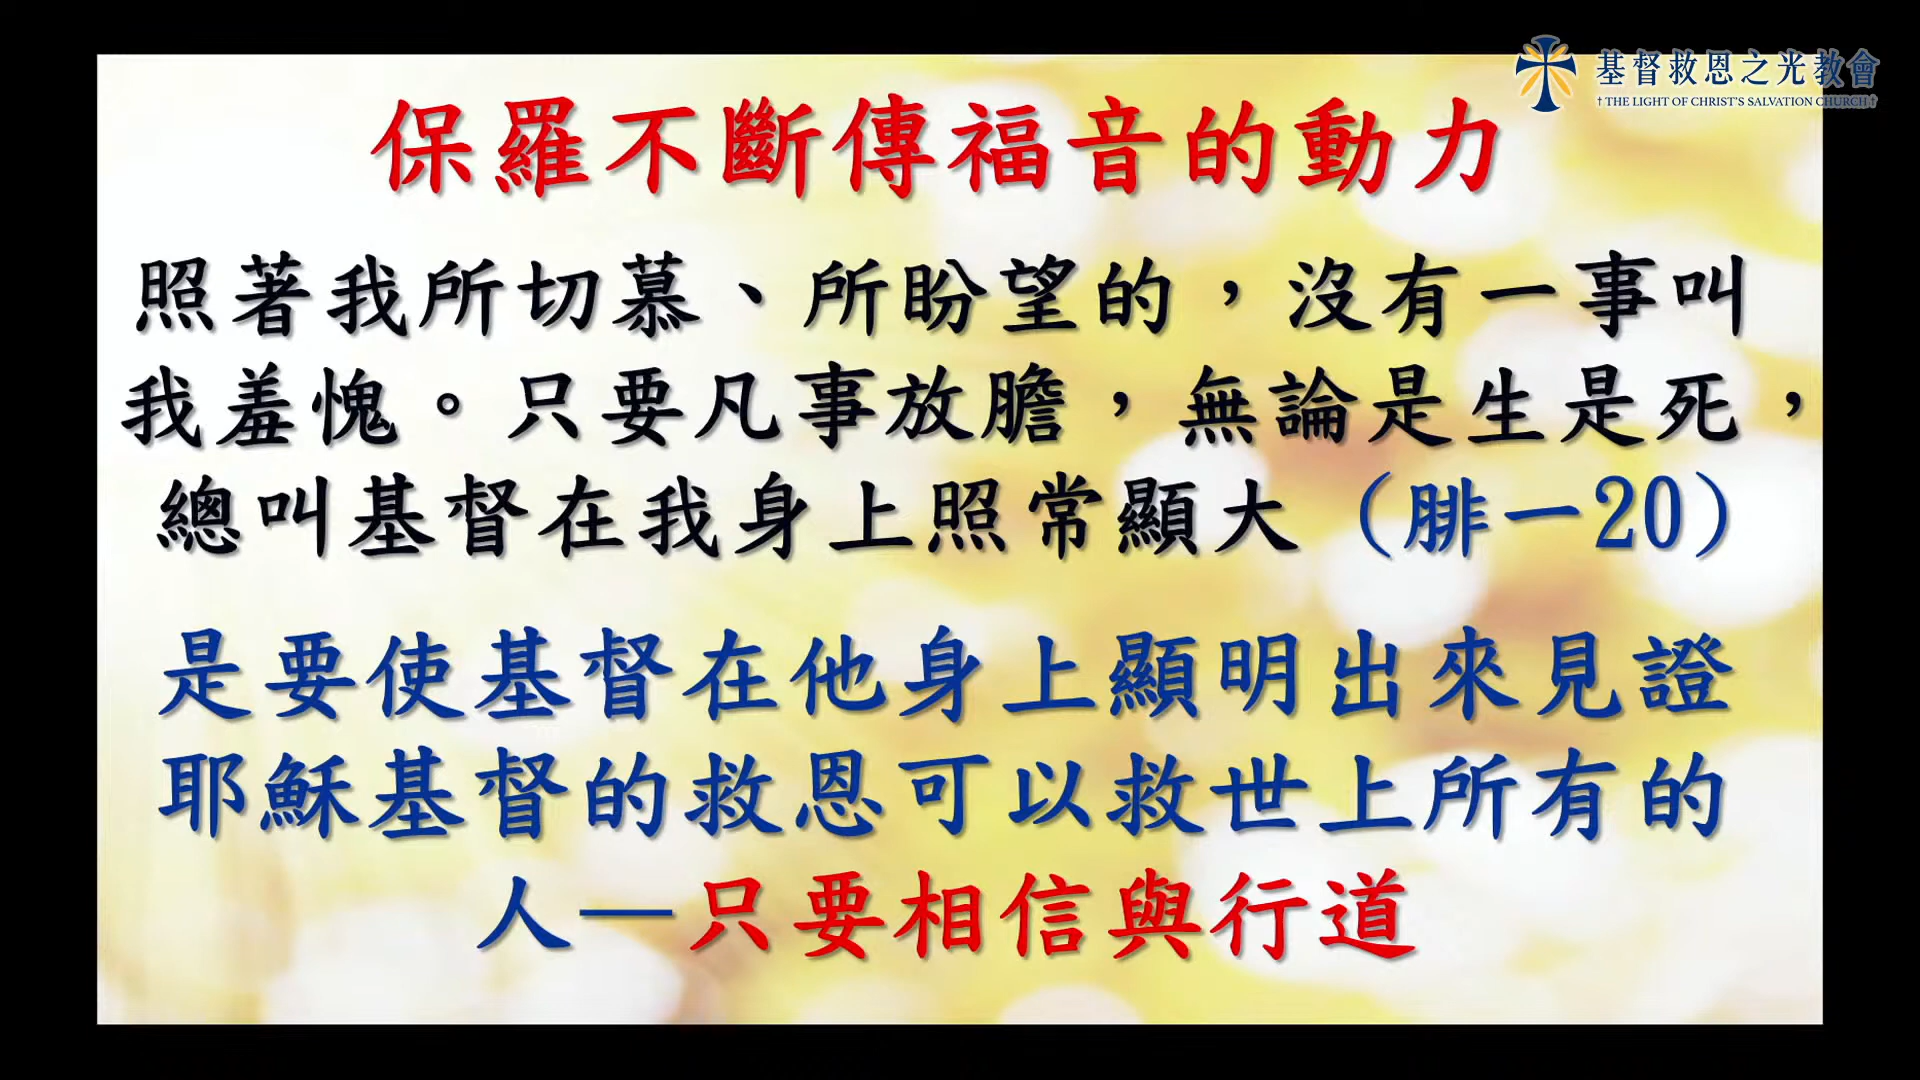 基督救恩之光教會
†THE LIGHT OF CHRIST'S SALVATION CHURCH†
保羅不斷傳福音的動力
照著我所切慕、所盼望的，沒有一事叫
我羞愧。只要凡事放膽，無論是生是死，
總叫基督在我身上照常顯大（腓一20）
是要使基督在他身上顯明出來見證
耶穌基督的救恩可以救世上所有的
人—只要相信與行道